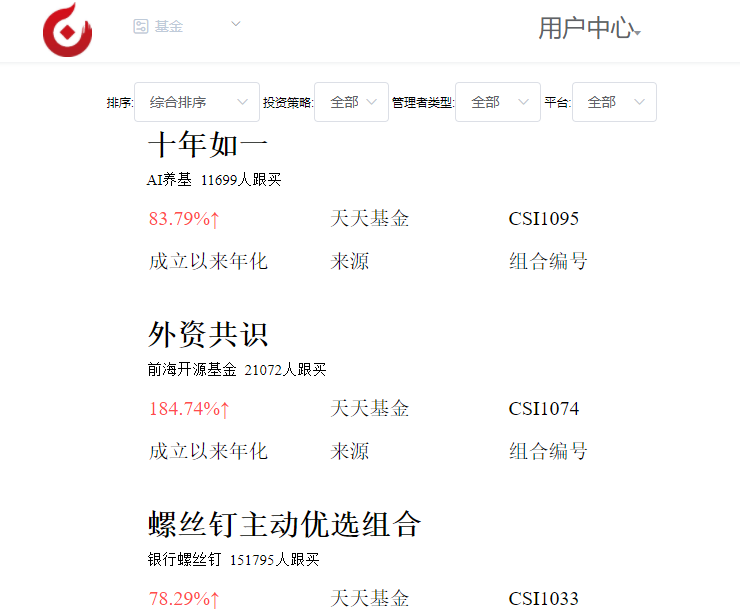 基金
用户中心
排序: 综合排序 投资策略: 全部 管理者类型: 全部 平台: 全部
十年如一
AI养基 11699人跟买
83.79%↑ 天天基金 CSI1095
成立以来年化 来源 组合编号
外资共识
前海开源基金 21072人跟买
184.74%↑ 天天基金 CSI1074
成立以来年化 来源 组合编号
螺丝钉主动优选组合
银行螺丝钉 151795人跟买
78.29%↑ 天天基金 CSI1033